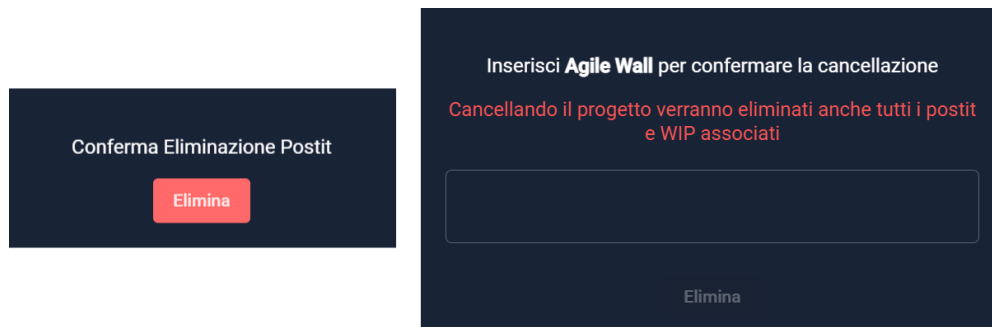 Conferma Eliminazione Postit
Elimina
Inserisci Agile Wall per confermare la cancellazione
Cancellando il progetto verranno eliminati anche tutti i postit
e WIP associati
Elimina